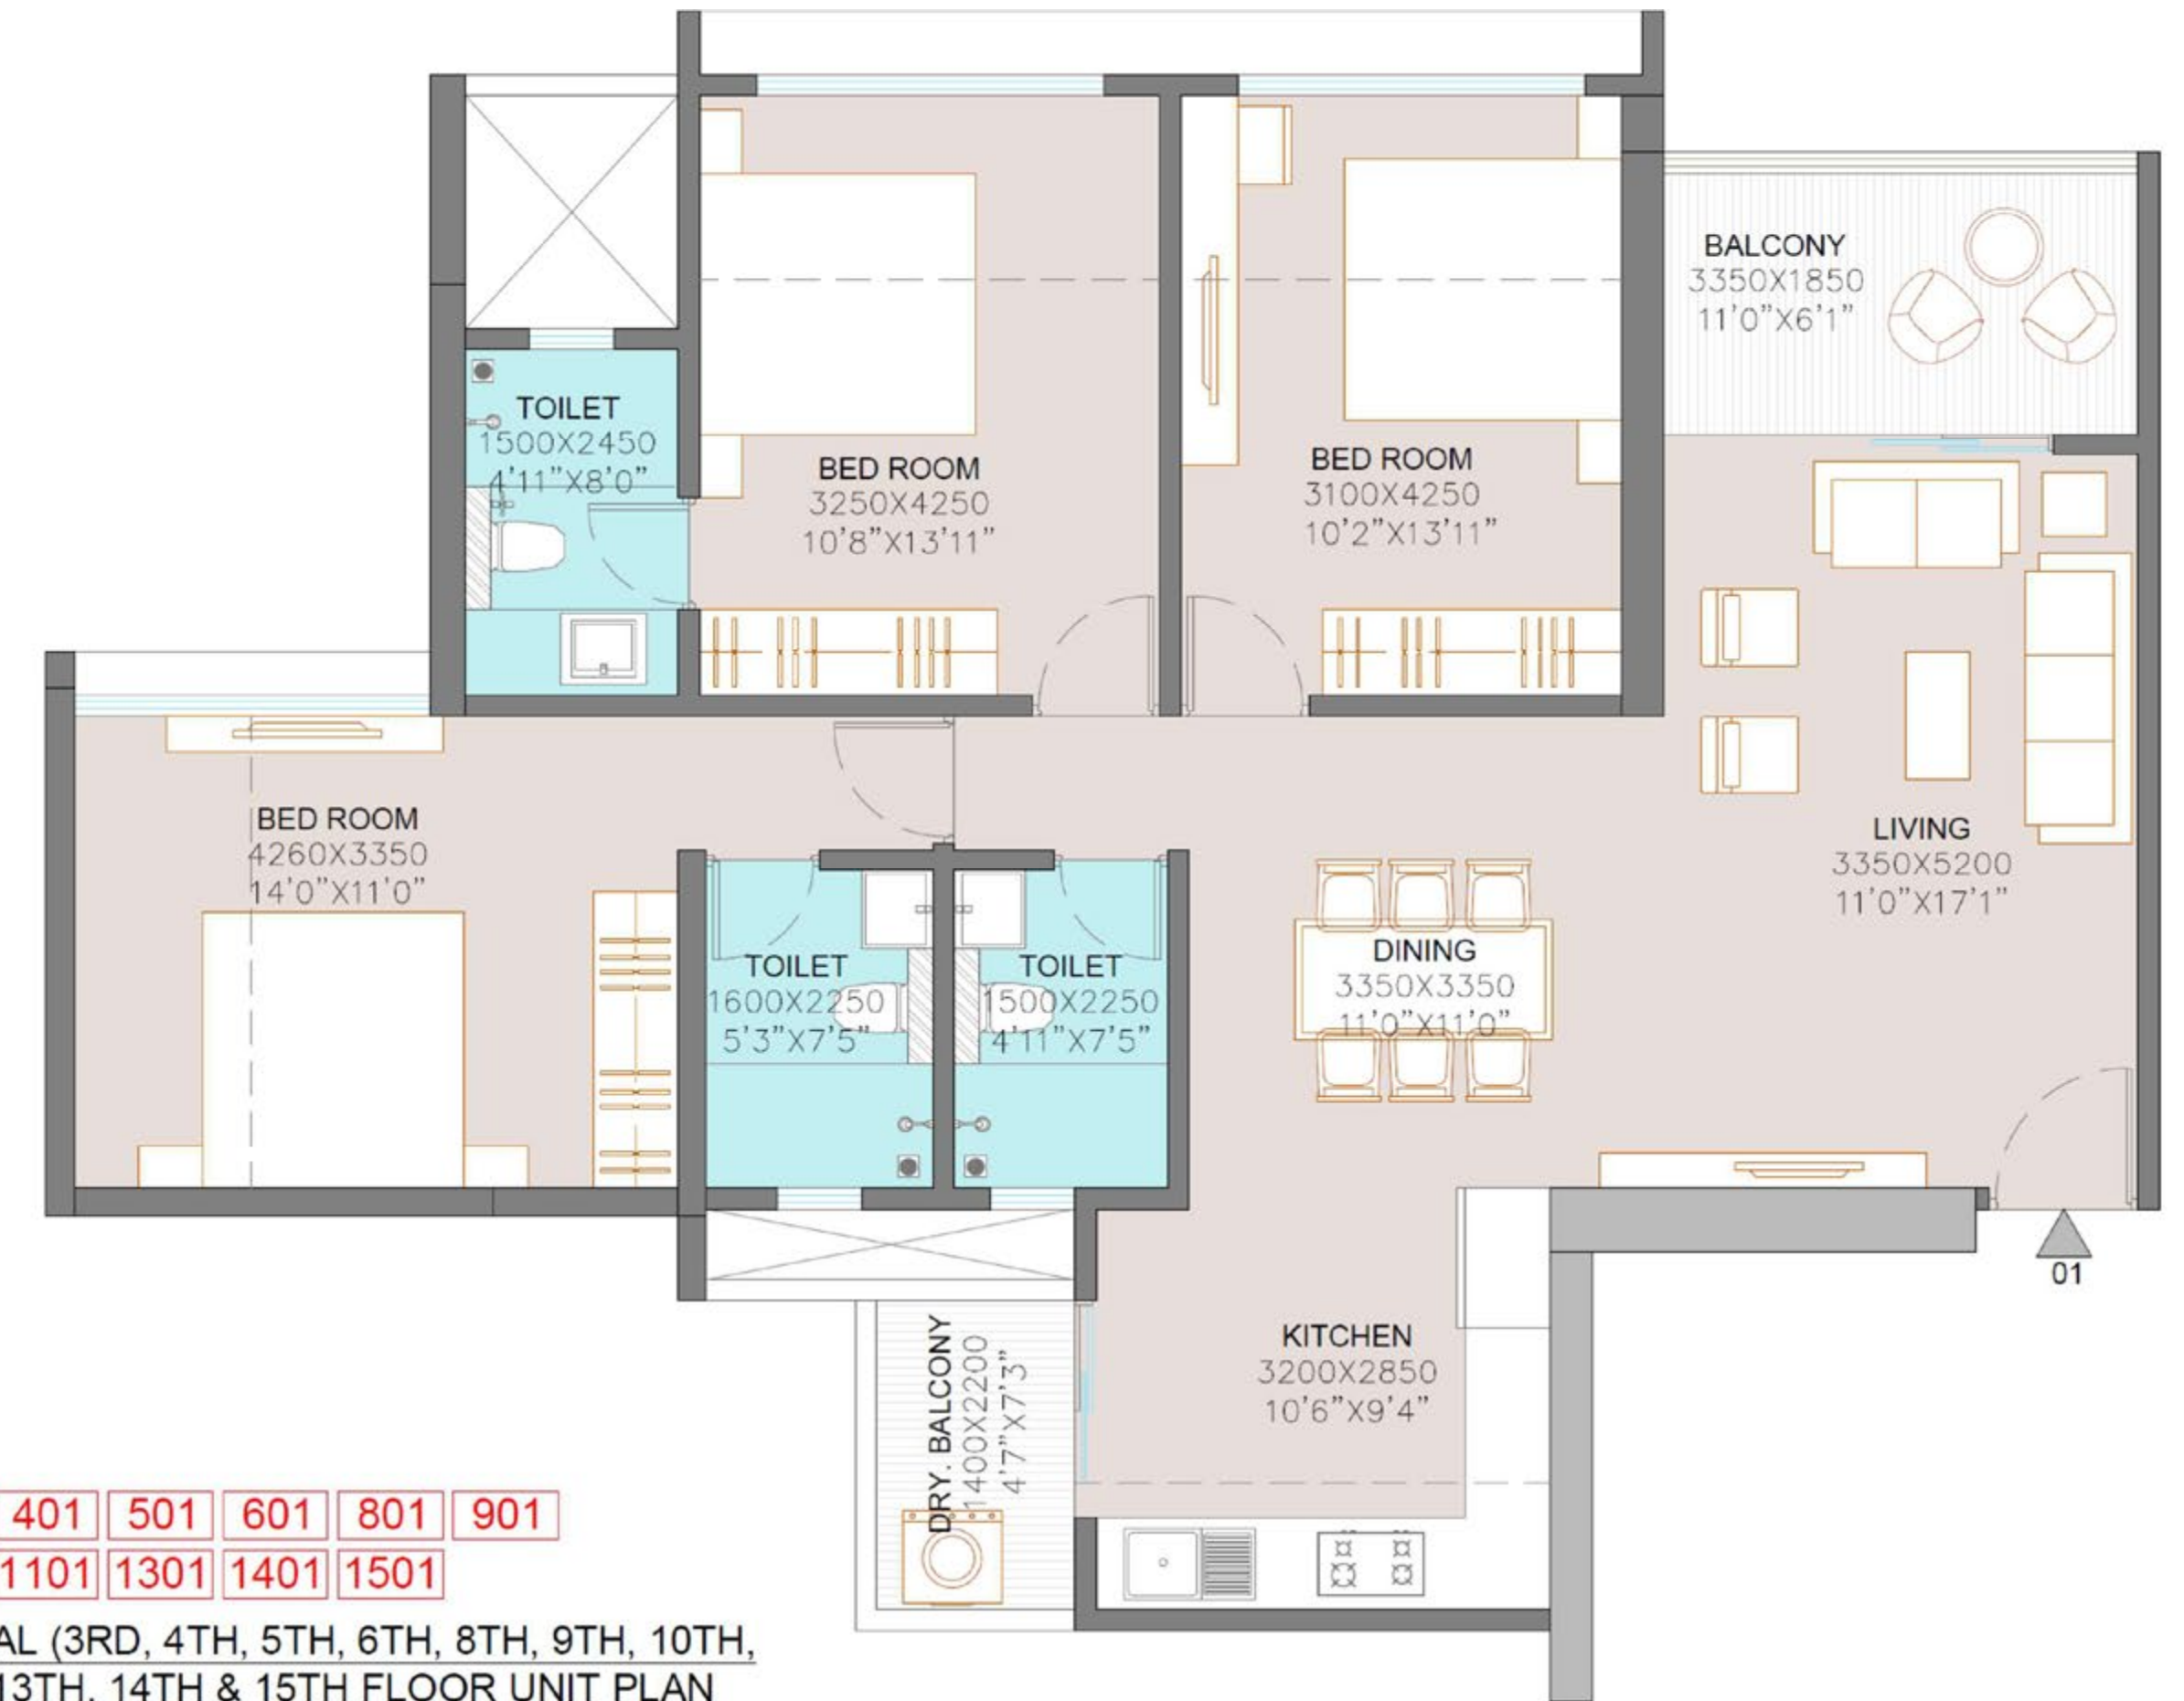 BALCONY
3350X1850
11'0"X6'1"
TOILET
1500X2450
4'11"X8'0"
BED ROOM
3250X4250
10'8"X13'11"
BED ROOM
3100X4250
10'2"X13'11"
BED ROOM
4260X3350
14'0"X11'0"
LIVING
3350X5200
11'0"X17'1"
TOILET
1600X2250
5'3"X7'5"
TOILET
1500X2250
4'11"X7'5"
DINING
3350X3350
11'0"X11'0"
01
DRY. BALCONY
1400X2200
4'7"X7'3"
KITCHEN
3200X2850
10'6"X9'4"
401 501 601 801 901
1101 1301 1401 1501
AL (3RD, 4TH, 5TH, 6TH, 8TH, 9TH, 10TH,
13TH, 14TH & 15TH FLOOR UNIT PLAN